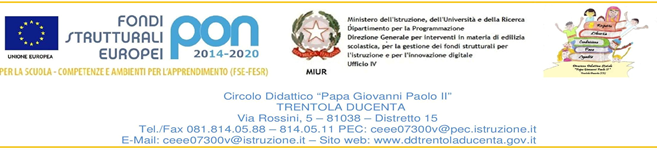 FONDI
STRUTTURALI
EUROPEI
pon
2014-2020
UNIONE EUROPEA
PER LA SCUOLA - COMPETENZE E AMBIENTI PER L'APPRENDIMENTO (FSE-FESR)
MIUR
Ministero dell'Istruzione, dell'Università e della Ricerca
Dipartimento per la Programmazione
Direzione Generale per interventi in materia di edilizia
scolastica, per la gestione dei fondi strutturali per
l'istruzione e per l'innovazione digitale
Ufficio IV
Circolo Didattico "Papa Giovanni Paolo II"
TRENTOLA DUCENTA
Via Rossini, 5 – 81038 – Distretto 15
Tel./Fax 081.814.05.88 – 814.05.11 PEC: ceee07300v@pec.istruzione.it
E-Mail: ceee07300v@istruzione.it – Sito web: www.ddtrentoladucenta.gov.it